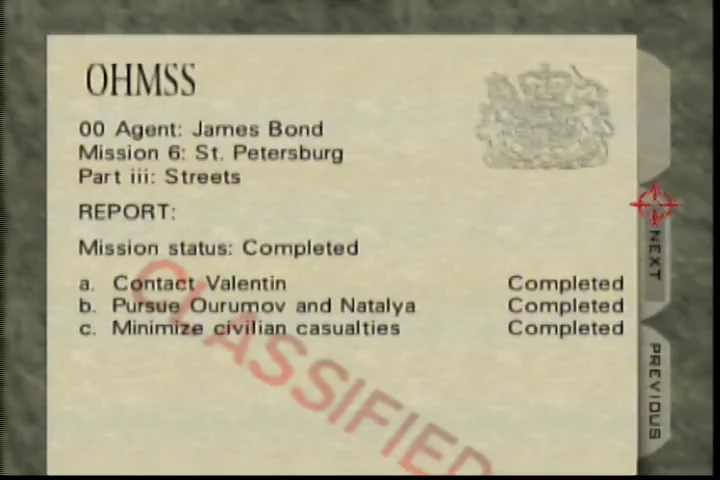 OHMSS
00 Agent: James Bond
Mission 6: St. Petersburg
Part iii: Streets
REPORT:
Mission status: Completed
a. Contact Valentin Completed
b. Pursue Ourumov and Natalya Completed
c. Minimize civilian casualties Completed
CLASSIFIED
NEXT
PREVIOUS